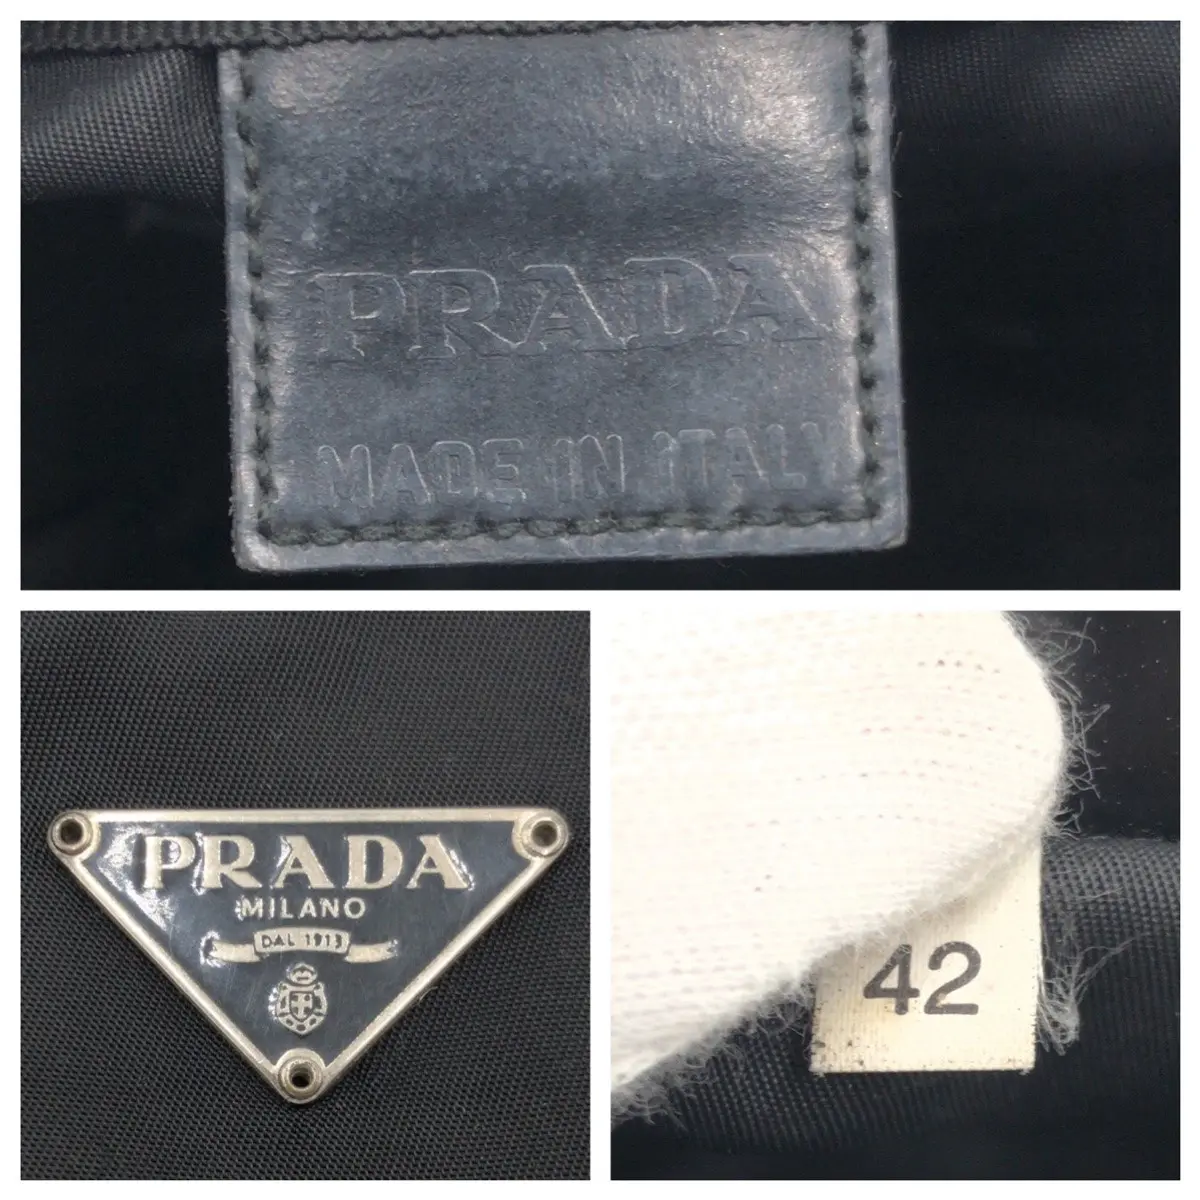 PRADA
MADE IN ITALY
PRADA
MILANO
DAL 1913
42